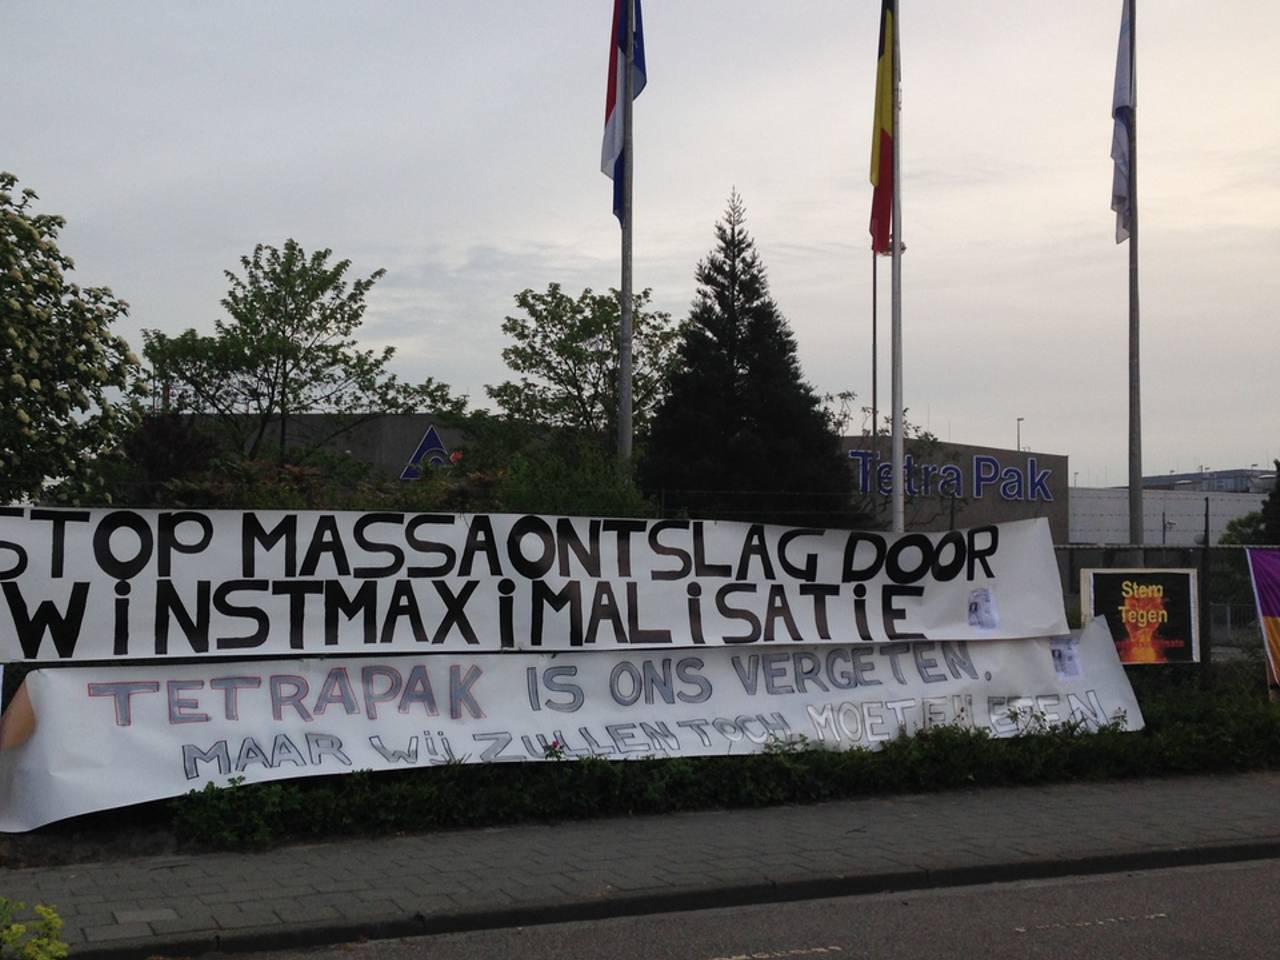 Tetra Pak
STOP MASSAONTSLAG DOOR
WiNSTMAXiMALiSATiE
Stem
Tegen
TETRAPAK IS ONS VERGETEN.
MAAR WIJ ZULLEN TOCH MOETEN LEVEN